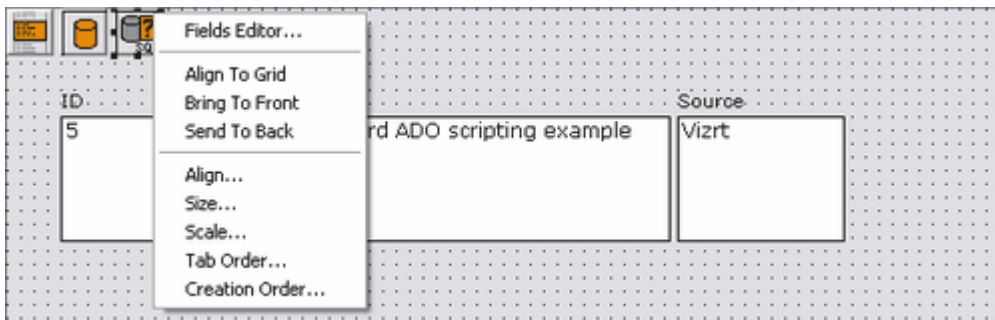 Fields Editor...
Align To Grid
Bring To Front
Send To Back
Align...
Size...
Scale...
Tab Order...
Creation Order...
ID
Source
5
rd ADO scripting example
Vizrt